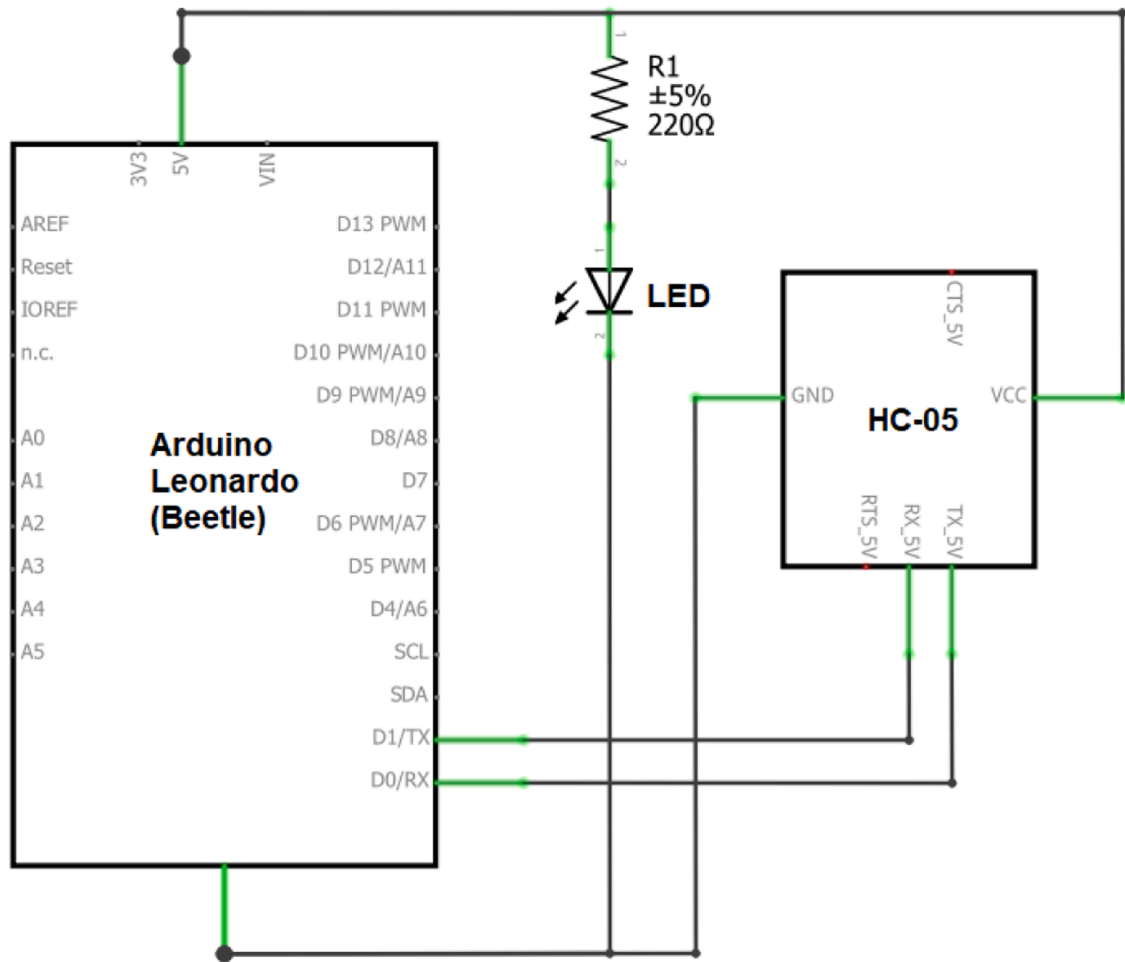 1
R1
±5%
220Ω
2
3V3
5V
VIN
AREF
Reset
IOREF
n.c.
A0
A1
A2
A3
A4
A5
Arduino
Leonardo
(Beetle)
D13 PWM
D12/A11
D11 PWM
D10 PWM/A10
D9 PWM/A9
D8/A8
D7
D6 PWM/A7
D5 PWM
D4/A6
SCL
SDA
D1/TX
D0/RX
1
LED
2
CTS_5V
GND
VCC
HC-05
RTS_5V
RX_5V
TX_5V